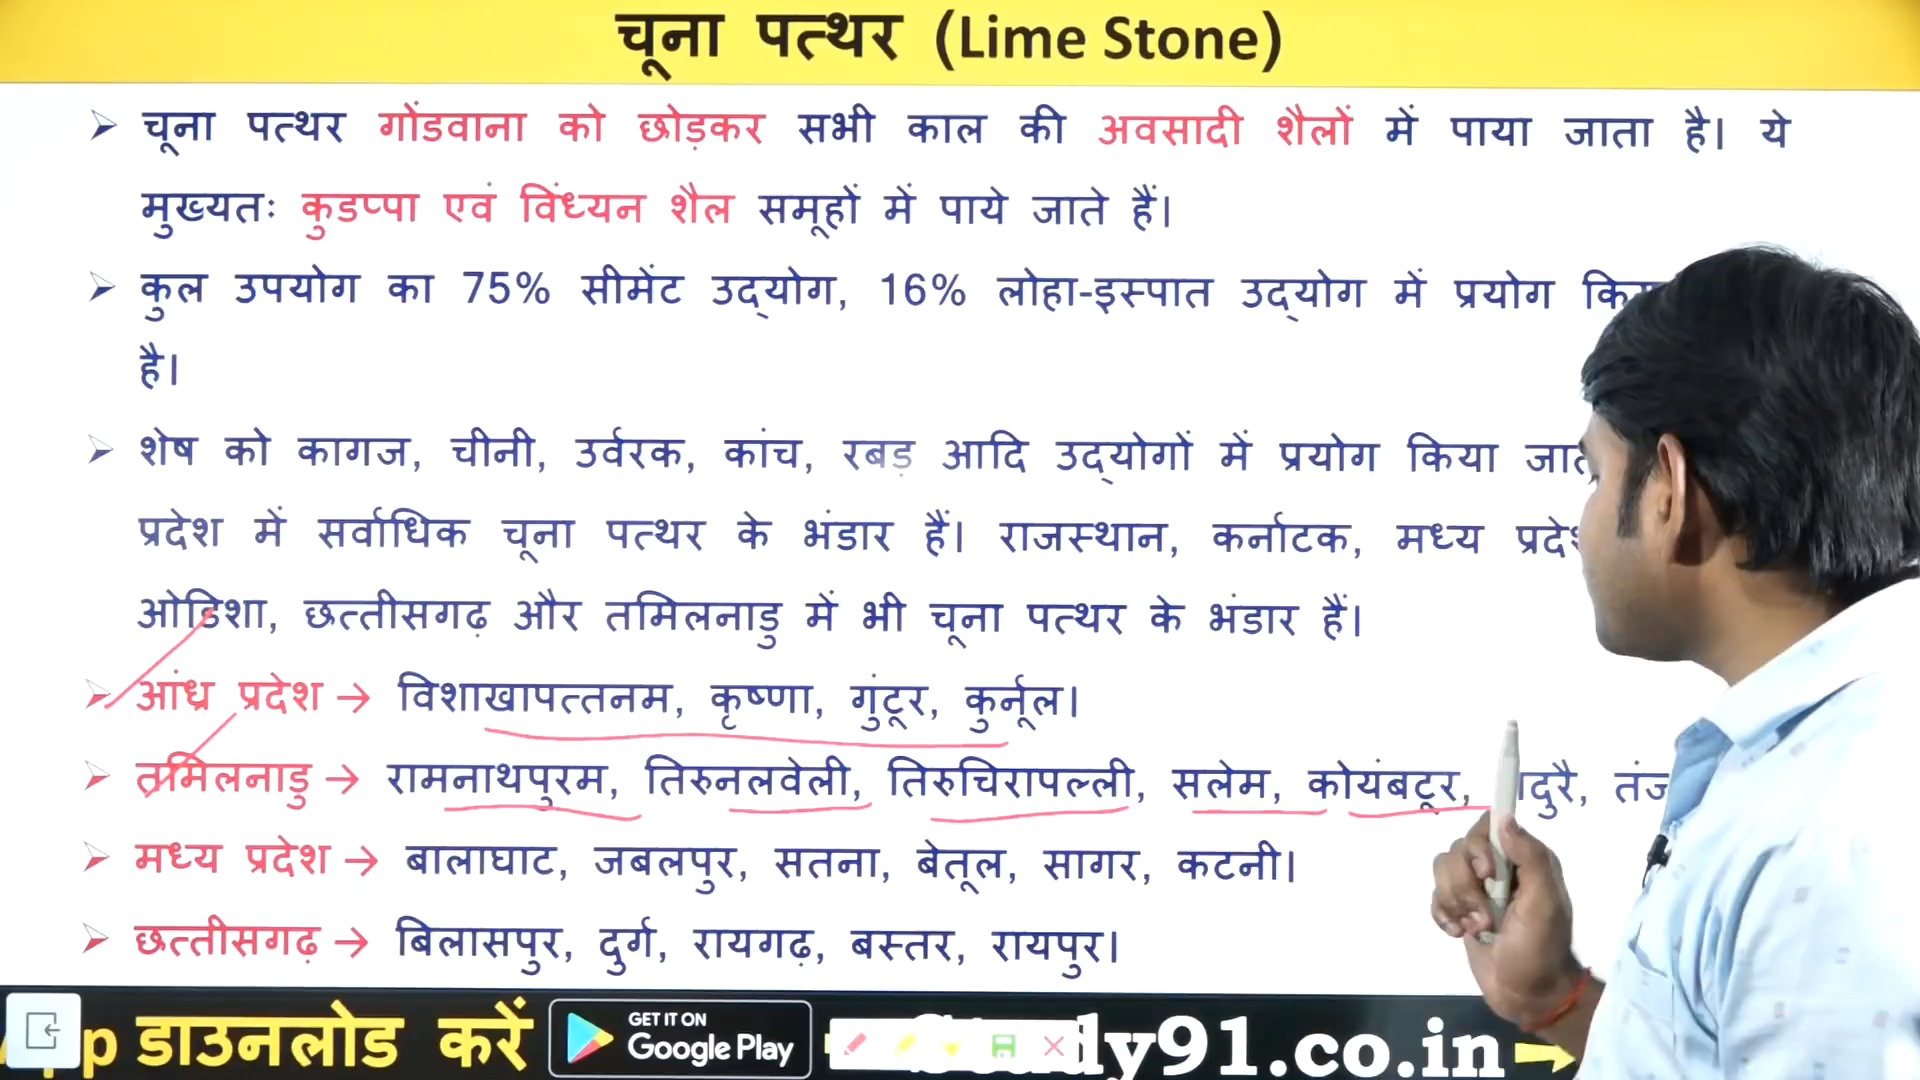 चूना पत्थर (Lime Stone)
चूना पत्थर गोंडवाना को छोड़कर सभी काल की अवसादी शैलों में पाया जाता है। ये
मुख्यतः कुडप्पा एवं विंध्यन शैल समूहों में पाये जाते हैं।
कुल उपयोग का 75% सीमेंट उद्योग, 16% लोहा-इस्पात उद्योग में प्रयोग
है।
शेष को कागज, चीनी, उर्वरक, कांच, रबड़ आदि उद्योगों में प्रयोग किया
प्रदेश में सर्वाधिक चूना पत्थर के भंडार हैं। राजस्थान, कर्नाटक, मध्य
ओडिशा, छत्तीसगढ़ और तमिलनाडु में भी चूना पत्थर के भंडार हैं।
आंध्र प्रदेश → विशाखापत्तनम, कृष्णा, गुंटूर, कुर्नूल।
तमिलनाडु → रामनाथपुरम, तिरुनलवेली, तिरुचिरापल्ली, सलेम, कोयंबटूर,
मध्य प्रदेश → बालाघाट, जबलपुर, सतना, बेतूल, सागर, कटनी।
छत्तीसगढ़ → बिलासपुर, दुर्ग, रायगढ़, बस्तर, रायपुर।
डाउनलोड करें GET IT ON
Google Play